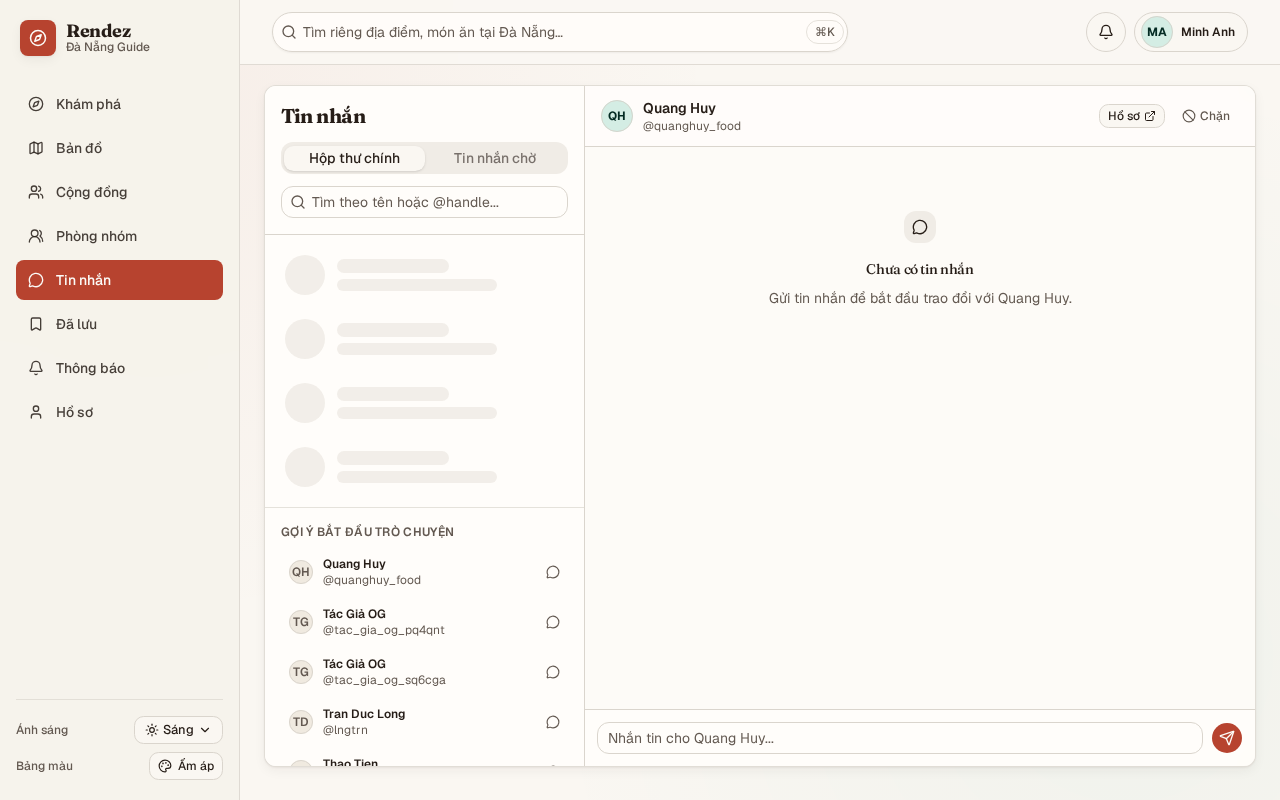 Rendez
Đà Nẵng Guide
Khám phá
Bản đồ
Cộng đồng
Phòng nhóm
Tin nhắn
Đã lưu
Thông báo
Hồ sơ
Ánh sáng
Sáng
Bảng màu
Ấm áp
Tìm riêng địa điểm, món ăn tại Đà Nẵng...
⌘K
MA
Minh Anh
Tin nhắn
Hộp thư chính
Tin nhắn chờ
Tìm theo tên hoặc @handle...
GỢI Ý BẮT ĐẦU TRÒ CHUYỆN
QH
Quang Huy
@quanghuy_food
TG
Tác Giả OG
@tac_gia_og_pq4qnt
TG
Tác Giả OG
@tac_gia_og_sq6cga
TD
Tran Duc Long
@lngtrn
Thao Tien
QH
Quang Huy
@quanghuy_food
Hồ sơ
Chặn
Chưa có tin nhắn
Gửi tin nhắn để bắt đầu trao đổi với Quang Huy.
Nhắn tin cho Quang Huy...